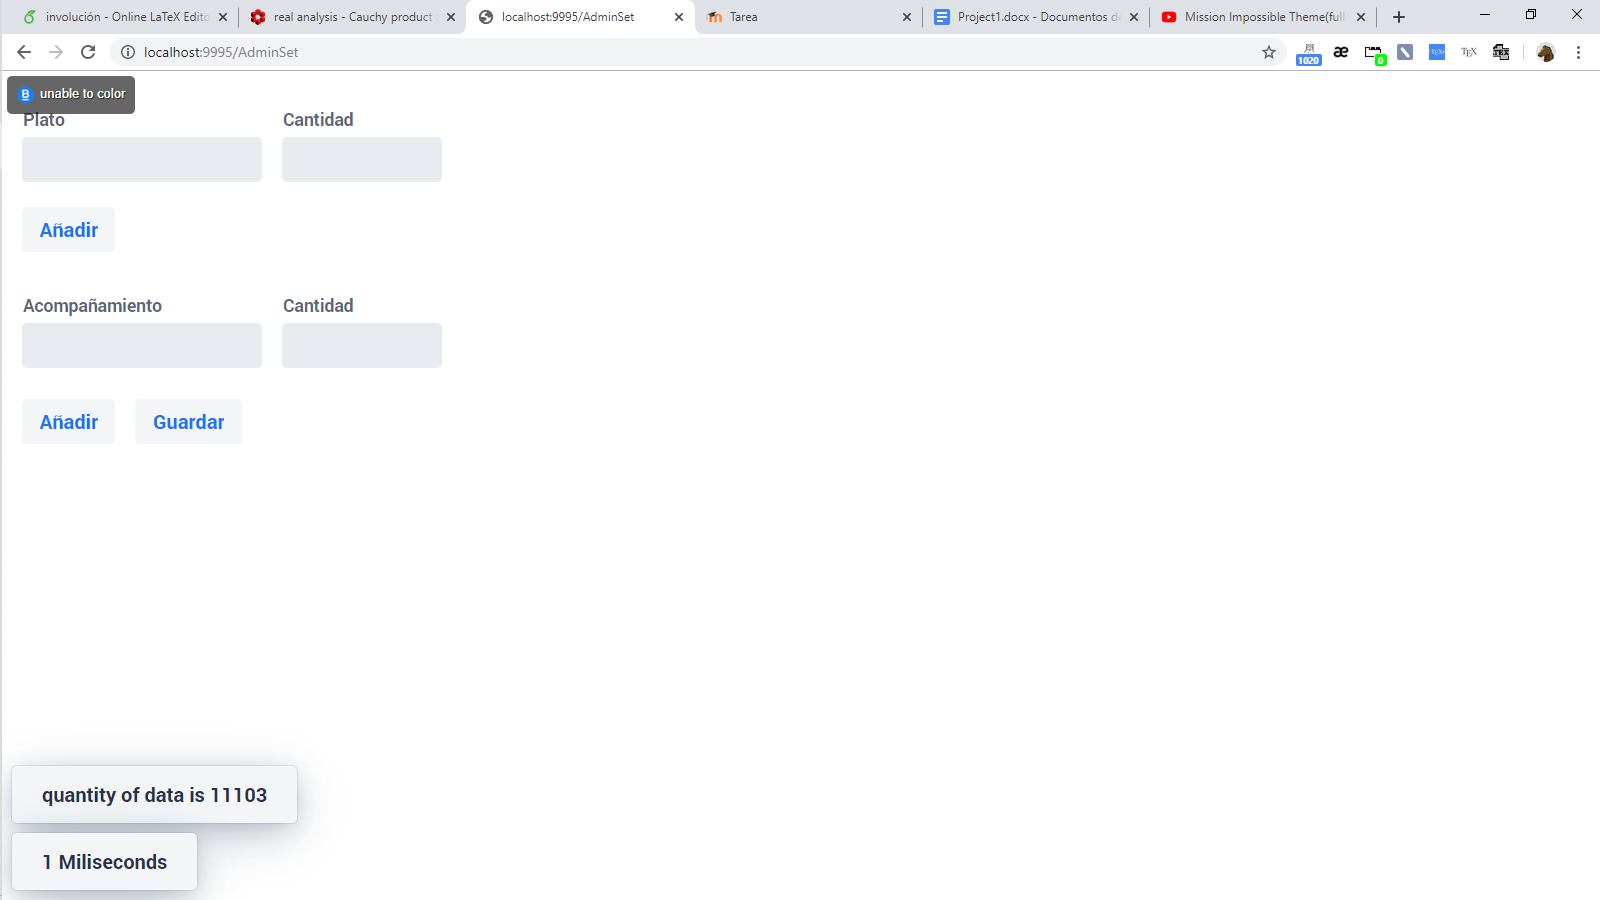 involución - Online LaTeX Edito
real analysis - Cauchy product
localhost:9995/AdminSet
Tarea
Project1.docx - Documentos d
Mission Impossible Theme(full
localhost:9995/AdminSet
1020
æ
0
TEX
unable to color
Plato
Cantidad
Añadir
Acompañamiento
Cantidad
Añadir
Guardar
quantity of data is 11103
1 Miliseconds